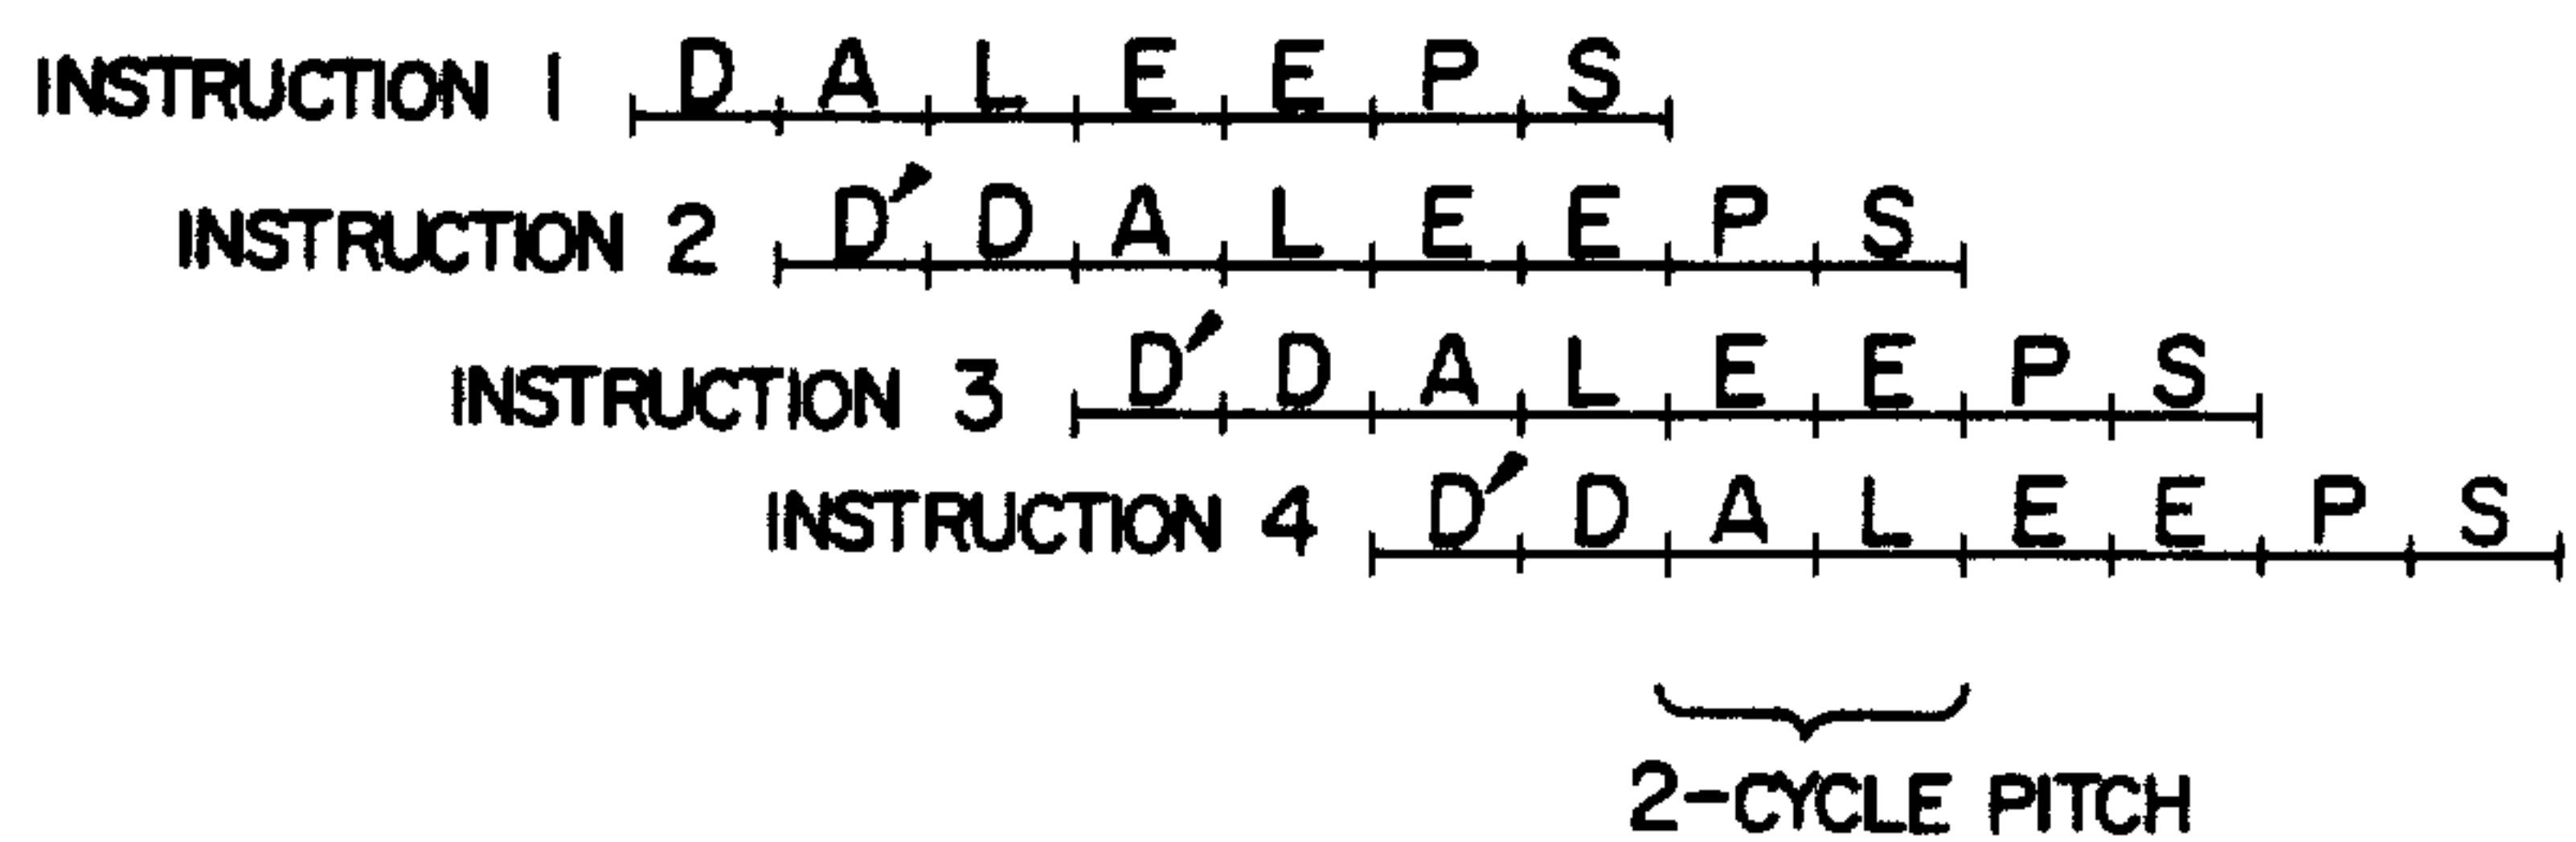 INSTRUCTION 1 D A L E E P S
INSTRUCTION 2 D′ D A L E E P S
INSTRUCTION 3 D′ D A L E E P S
INSTRUCTION 4 D′ D A L E E P S
2-CYCLE PITCH